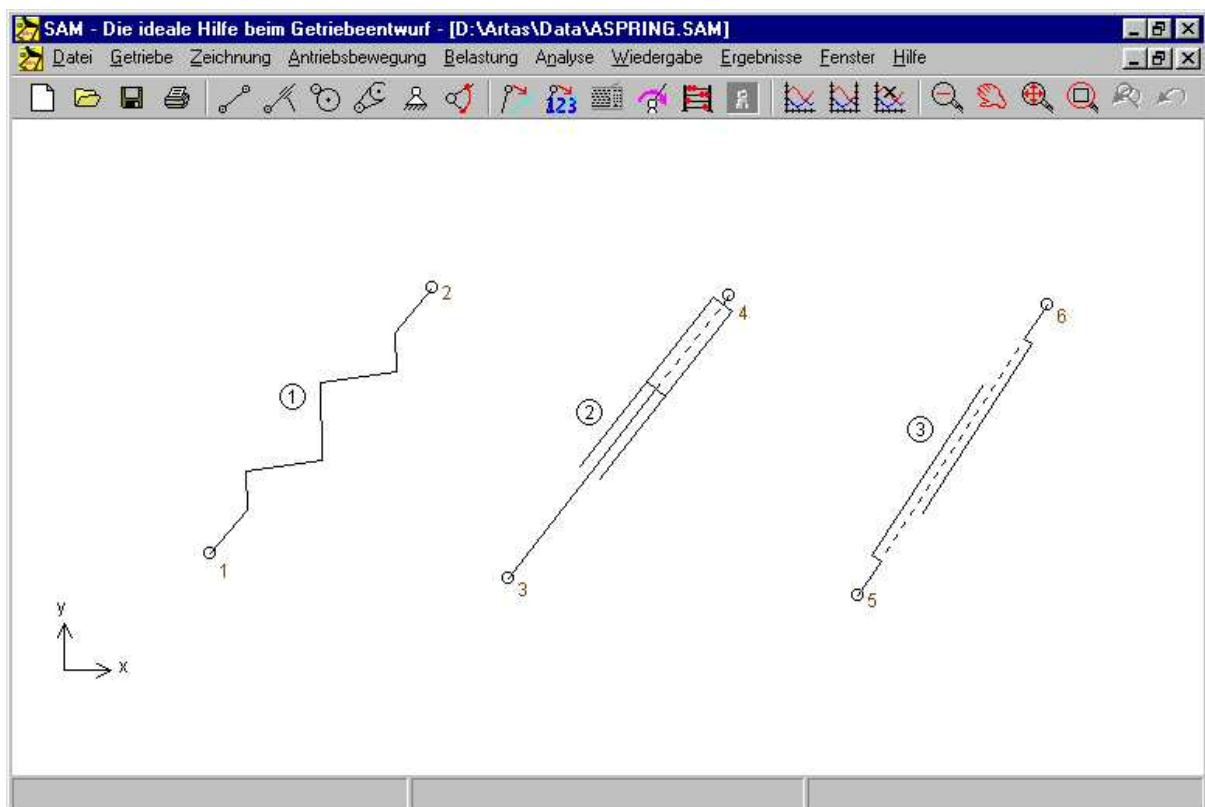 SAM - Die ideale Hilfe beim Getriebeentwurf - [D:\Artas\Data\ASPRING.SAM]
Datei Getriebe Zeichnung Antriebsbewegung Belastung Analyse Wiedergabe Ergebnisse Fenster Hilfe
123
2
4
6
1
2
3
1
3
5
y
x